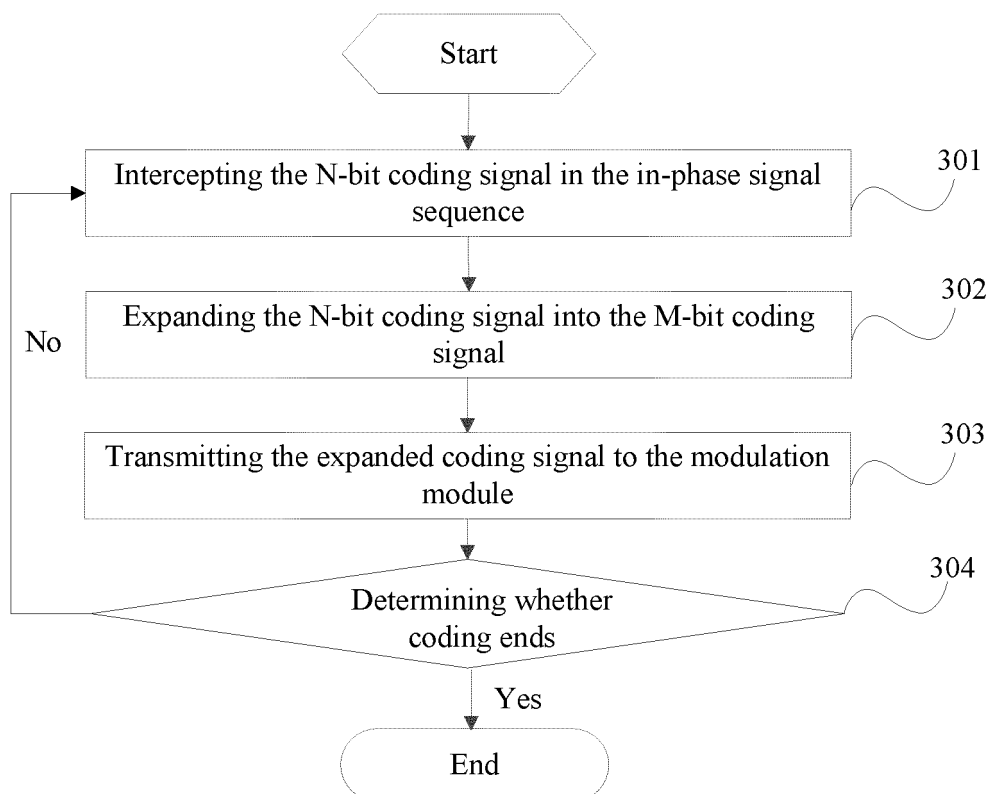 Start
Intercepting the N-bit coding signal in the in-phase signal
sequence
301
Expanding the N-bit coding signal into the M-bit coding
signal
302
No
Transmitting the expanded coding signal to the modulation
module
303
Determining whether
coding ends
304
Yes
End